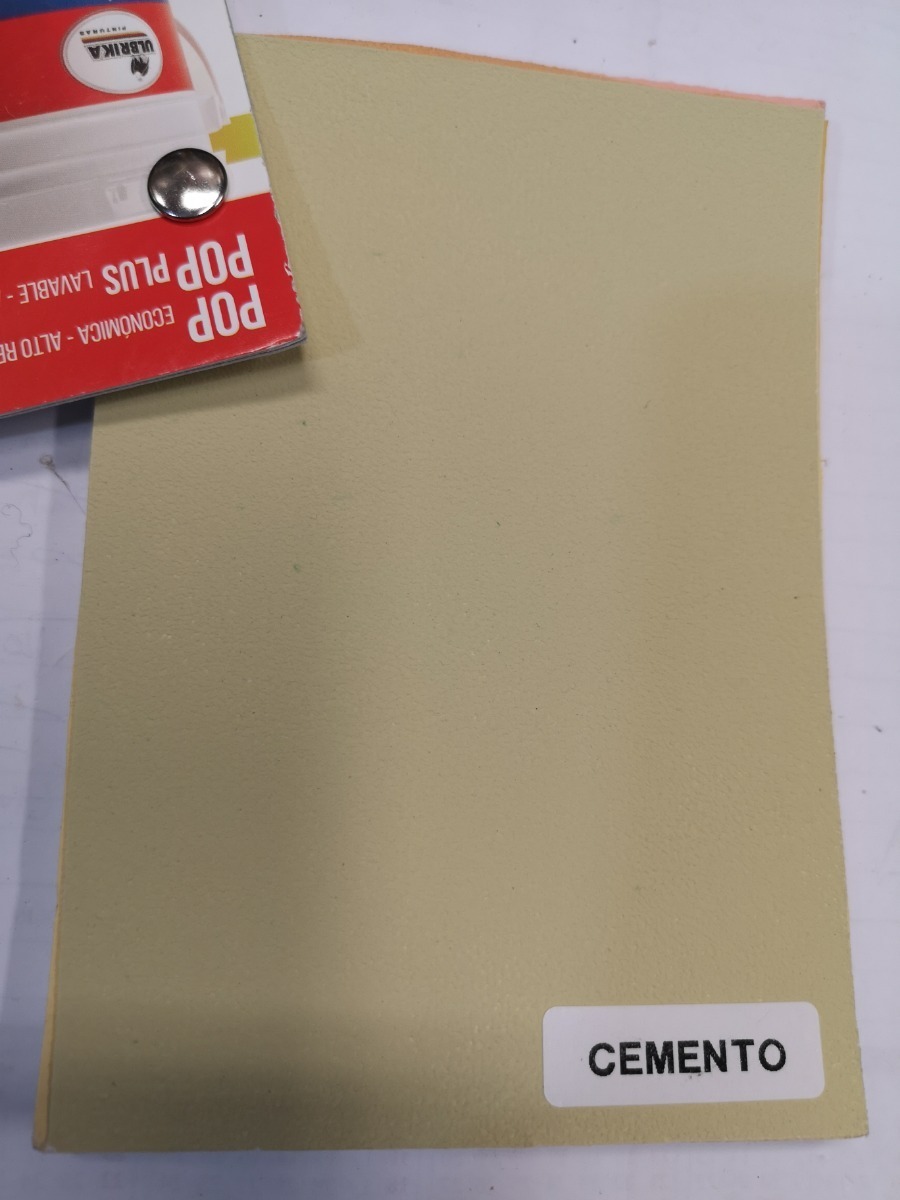 ULBRIKA
PINTURAS
POP
ECONÓMICA - ALTO RE
POP PLUS
LAVABLE -
CEMENTO